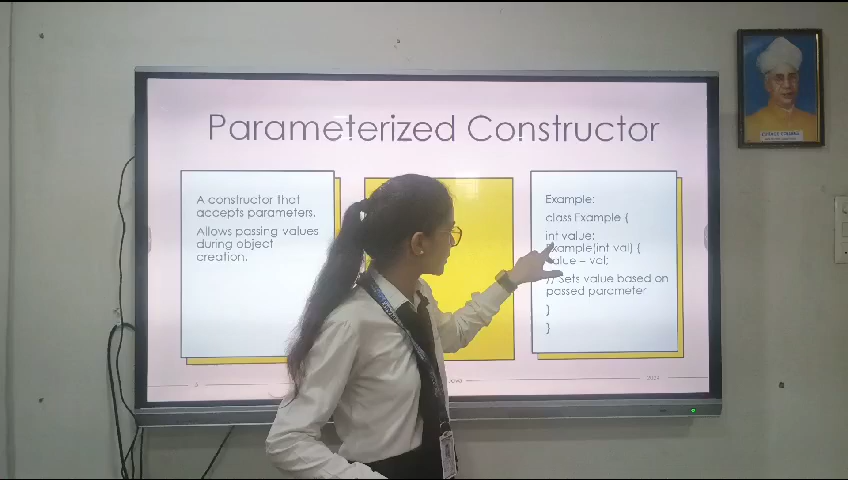 Parameterized Constructor
A constructor that
accepts parameters.
Allows passing values
during object
creation.
Example:
class Example {
int value;
Example(int val) {
value = val;
// Sets value based on
passed parameter
}
}
2024